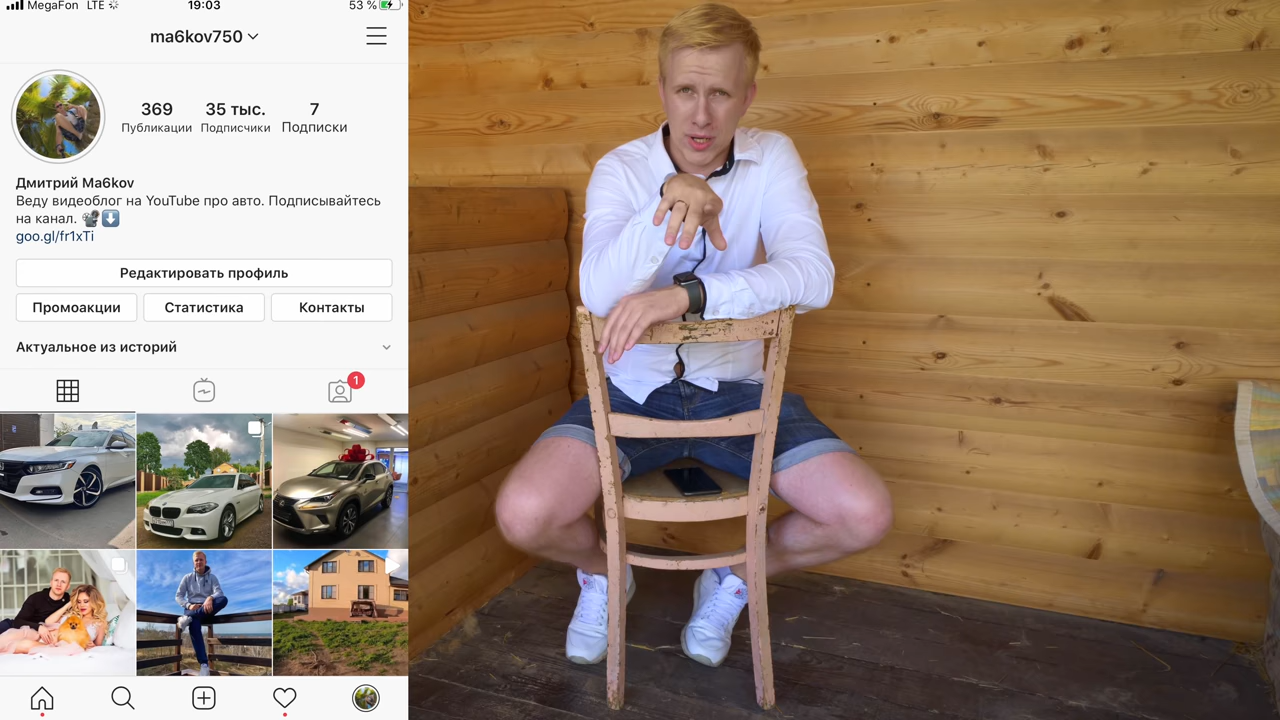 MegaFon LTE 19:03 53 %
ma6kov750
369 35 тыс. 7
Публикации Подписчики Подписки
Дмитрий Ma6kov
Веду видеоблог на YouTube про авто. Подписывайтесь
на канал.
goo.gl/fr1xTi
Редактировать профиль
Промоакции Статистика Контакты
Актуальное из историй
1